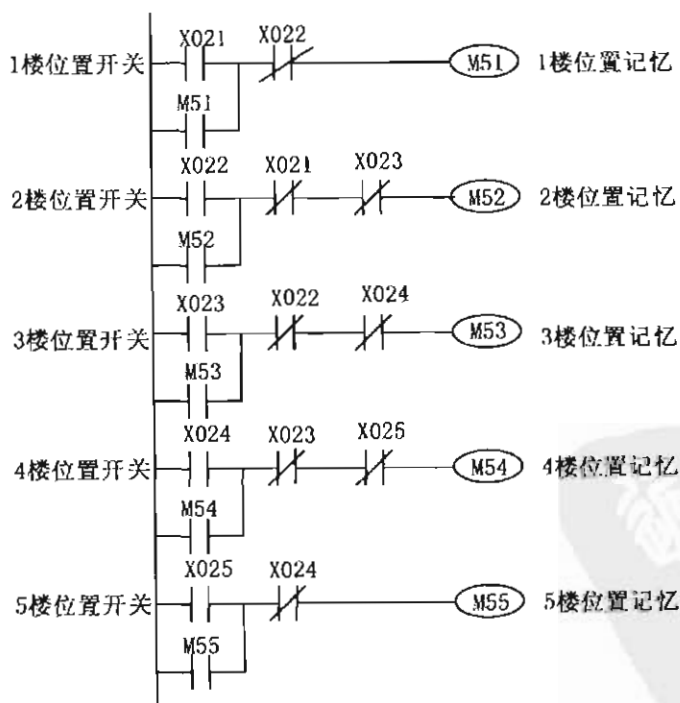 X021 X022
1楼位置开关 M51 1楼位置记忆
M51
X022 X021 X023
2楼位置开关 M52 2楼位置记忆
M52
X023 X022 X024
3楼位置开关 M53 3楼位置记忆
M53
X024 X023 X025
4楼位置开关 M54 4楼位置记忆
M54
X025 X024
5楼位置开关 M55 5楼位置记忆
M55